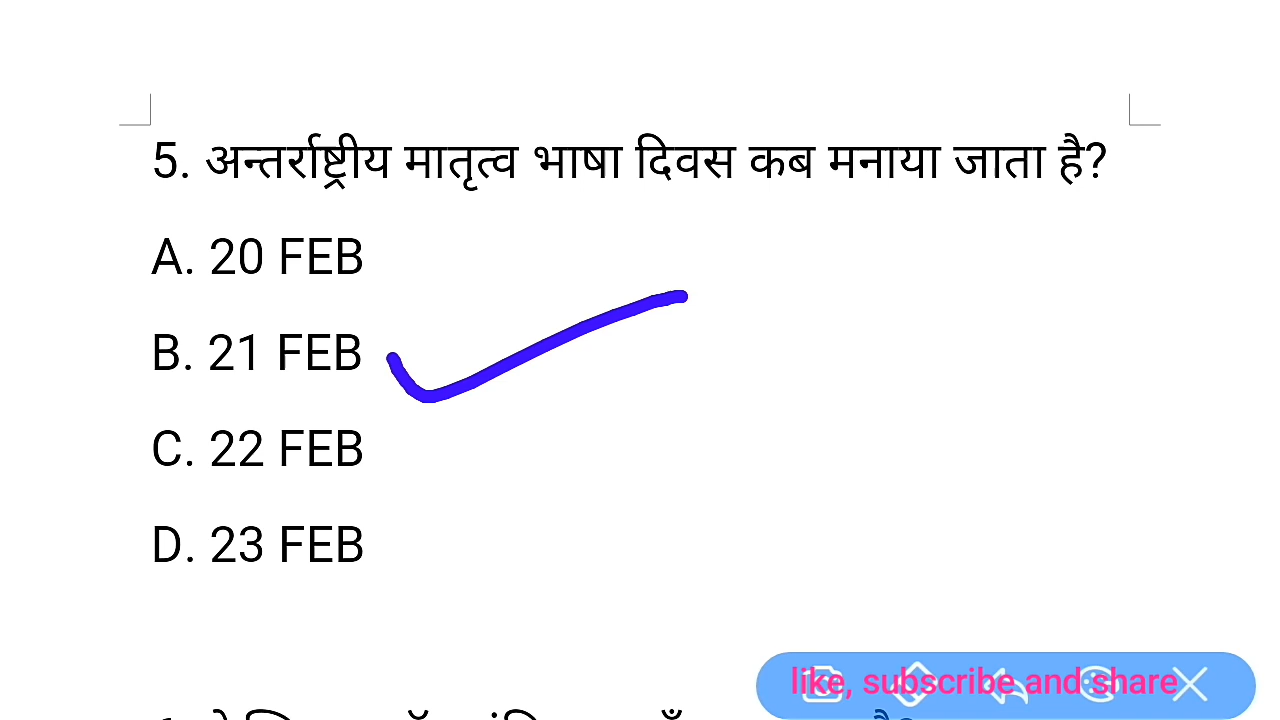 5. अन्तर्राष्ट्रीय मातृत्व भाषा दिवस कब मनाया जाता है?
A. 20 FEB
B. 21 FEB
C. 22 FEB
D. 23 FEB
like, subscribe and share